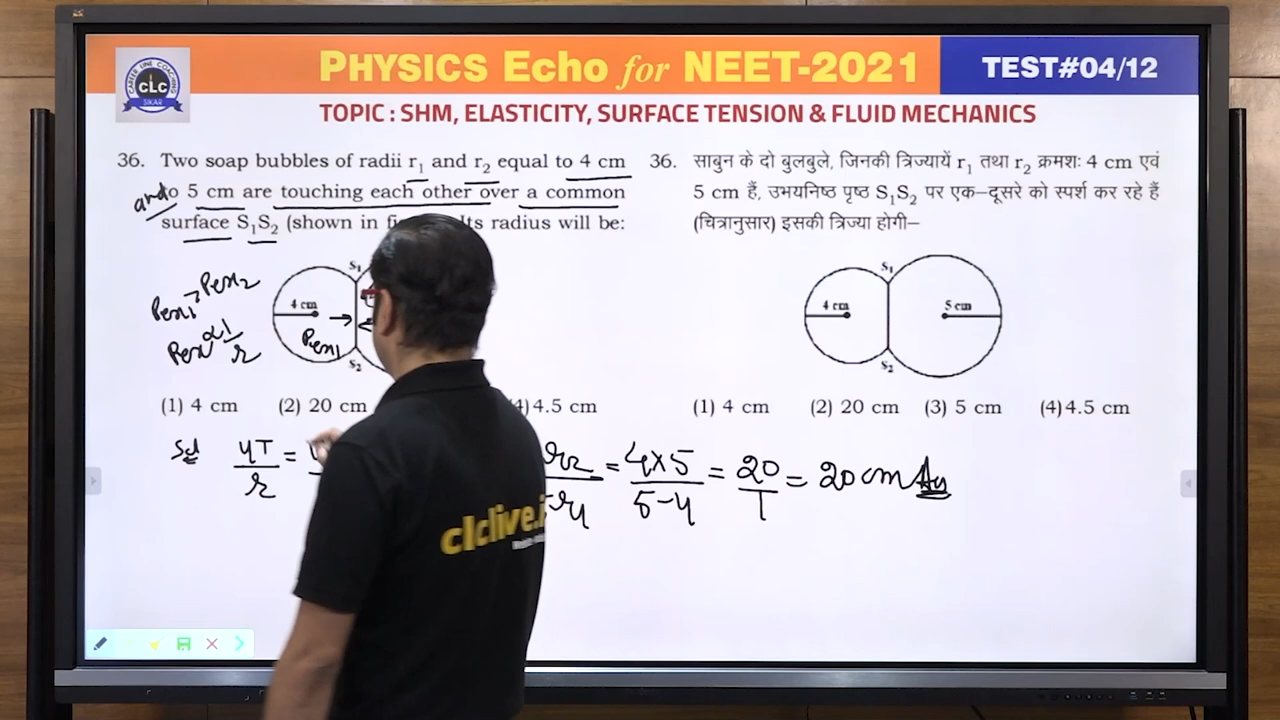 PHYSICS Echo for NEET-2021
TEST#04/12
CAREER LINE COACHING
CLC
SIKAR
TOPIC : SHM, ELASTICITY, SURFACE TENSION & FLUID MECHANICS
36. Two soap bubbles of radii r₁ and r₂ equal to 4 cm
and to 5 cm are touching each other over a common
surface S₁S₂ (shown in Its radius will be:
Pex₁ > Pex₂
Pex ∝ 1/r
S₁
4 cm
Pex₁
S₂
(1) 4 cm (2) 20 cm 4.5 cm
36. साबुन के दो बुलबुले, जिनकी त्रिज्यायें r₁ तथा r₂ क्रमशः 4 cm एवं
5 cm हैं, उभयनिष्ठ पृष्ठ S₁S₂ पर एक–दूसरे को स्पर्श कर रहे हैं
(चित्रानुसार) इसकी त्रिज्या होगी–
S₁
4 cm
5 cm
S₂
(1) 4 cm (2) 20 cm (3) 5 cm (4) 4.5 cm
Sol 4T/r = r₂ = 4×5/5-4 = 20/1 = 20 cm Ans
clclive.i